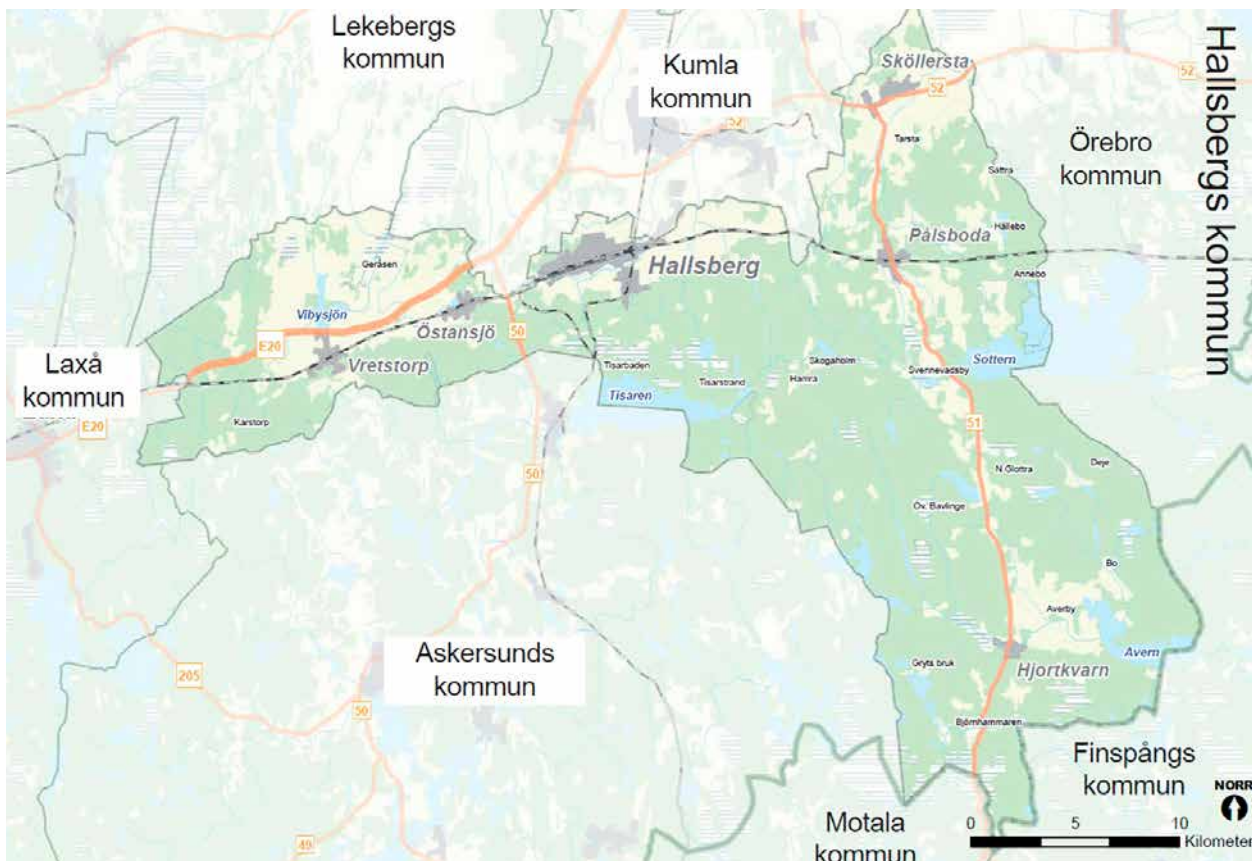 Lekebergs
kommun
Kumla
kommun
Sköllersta
52
52
52
Hallsbergs kommun
Örebro
kommun
Tarsta
Sättra
Hällebo
Pålsboda
Annebo
Geråsen
Hallsberg
Vibysjön
Östansjö
50
E20
Vretstorp
Laxå
kommun
E20
Karstorp
Tisarbaden
Tisaren
Tisarstrand
Skogaholm
Hamra
Svennevadsby
Sottern
51
50
N Glottra
Deje
Öv. Bavlinge
Bo
Averby
Avern
Askersunds
kommun
205
50
Gryts bruk
Hjortkvarn
Björnhammaren
Finspångs
kommun
NORR
Motala
kommun
49
0 5 10
Kilometer